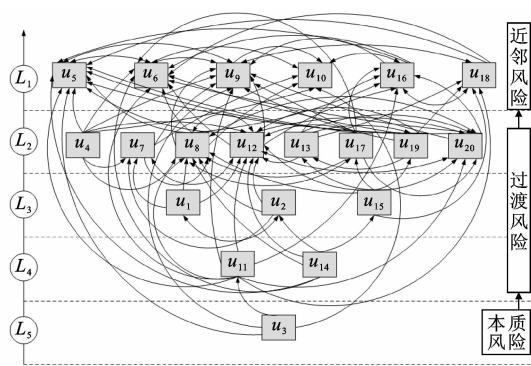 L₁
u₅ u₆ u₉ u₁₀ u₁₆ u₁₈
近邻风险
L₂
u₄ u₇ u₈ u₁₂ u₁₃ u₁₇ u₁₉ u₂₀
过渡风险
L₃
u₁ u₂ u₁₅
L₄
u₁₁ u₁₄
L₅
u₃
本质
风险